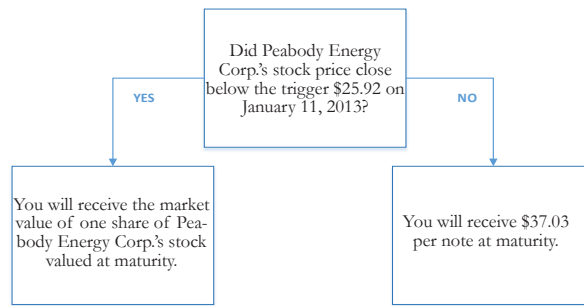 Did Peabody Energy
Corp.'s stock price close
below the trigger $25.92 on
January 11, 2013?
YES
NO
You will receive the market
value of one share of Pea-
body Energy Corp.'s stock
valued at maturity.
You will receive $37.03
per note at maturity.